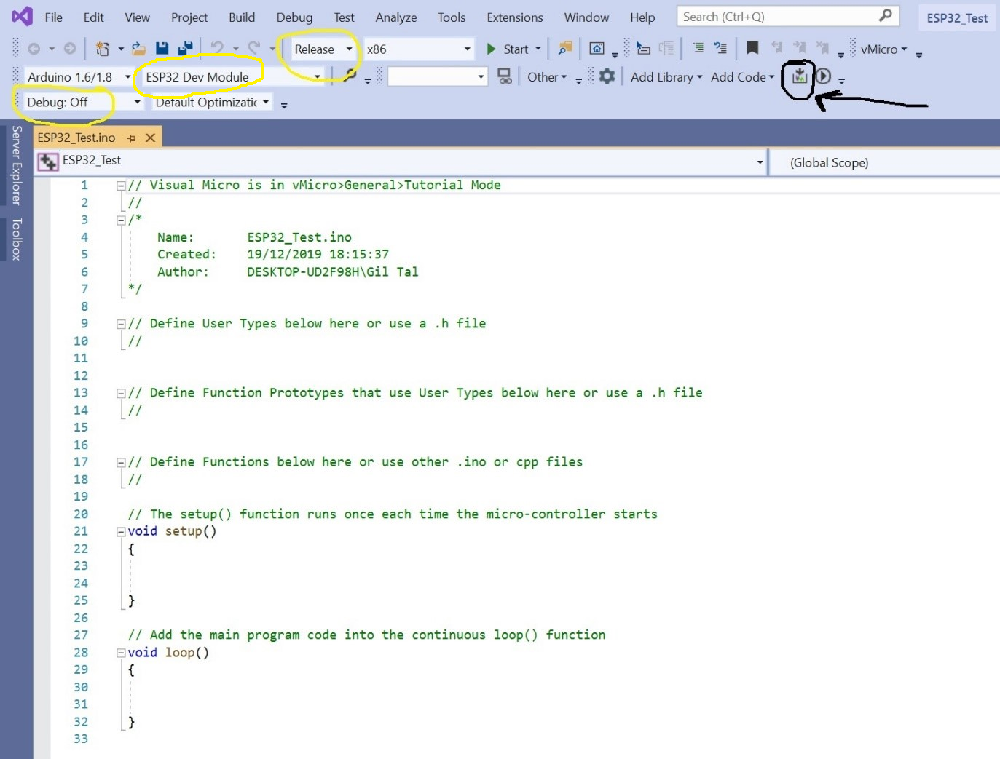 File Edit View Project Build Debug Test Analyze Tools Extensions Window Help Search (Ctrl+Q) ESP32_Test
Release x86 Start vMicro
Arduino 1.6/1.8 ESP32 Dev Module Other Add Library Add Code
Debug: Off Default Optimizatic
Server Explorer
Toolbox
ESP32_Test.ino
ESP32_Test (Global Scope)
1 // Visual Micro is in vMicro>General>Tutorial Mode
2 //
3 /*
4 Name: ESP32_Test.ino
5 Created: 19/12/2019 18:15:37
6 Author: DESKTOP-UD2F98H\Gil Tal
7 */
8
9 // Define User Types below here or use a .h file
10 //
11
12
13 // Define Function Prototypes that use User Types below here or use a .h file
14 //
15
16
17 // Define Functions below here or use other .ino or cpp files
18 //
19
20 // The setup() function runs once each time the micro-controller starts
21 void setup()
22 {
23
24
25 }
26
27 // Add the main program code into the continuous loop() function
28 void loop()
29 {
30
31
32 }
33